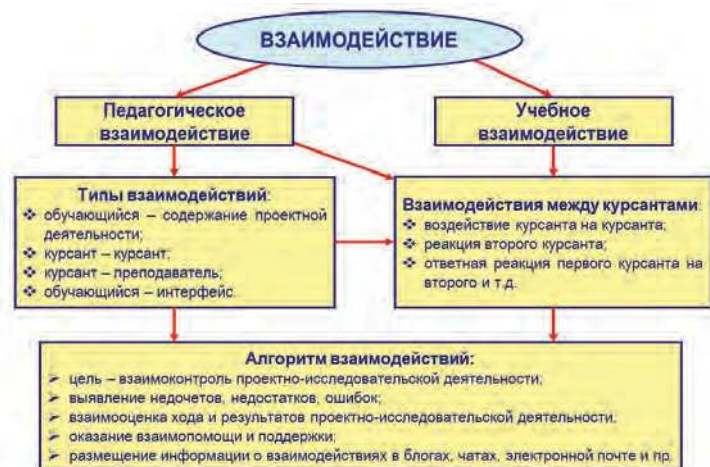 ВЗАИМОДЕЙСТВИЕ
Педагогическое
взаимодействие
Учебное
взаимодействие
Типы взаимодействий:
❖ обучающийся – содержание проектной
деятельности;
❖ курсант – курсант;
❖ курсант – преподаватель;
❖ обучающийся – интерфейс.
Взаимодействия между курсантами:
❖ воздействие курсанта на курсанта;
❖ реакция второго курсанта;
❖ ответная реакция первого курсанта на
второго и т.д.
Алгоритм взаимодействий:
➢ цель – взаимоконтроль проектно-исследовательской деятельности;
➢ выявление недочетов, недостатков, ошибок;
➢ взаимооценка хода и результатов проектно-исследовательской деятельности;
➢ оказание взаимопомощи и поддержки;
➢ размещение информации о взаимодействиях в блогах, чатах, электронной почте и пр.